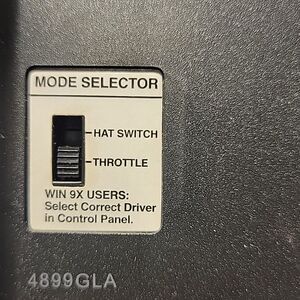 MODE SELECTOR
HAT SWITCH
THROTTLE
WIN 9X USERS:
Select Correct Driver
in Control Panel.
4899GLA